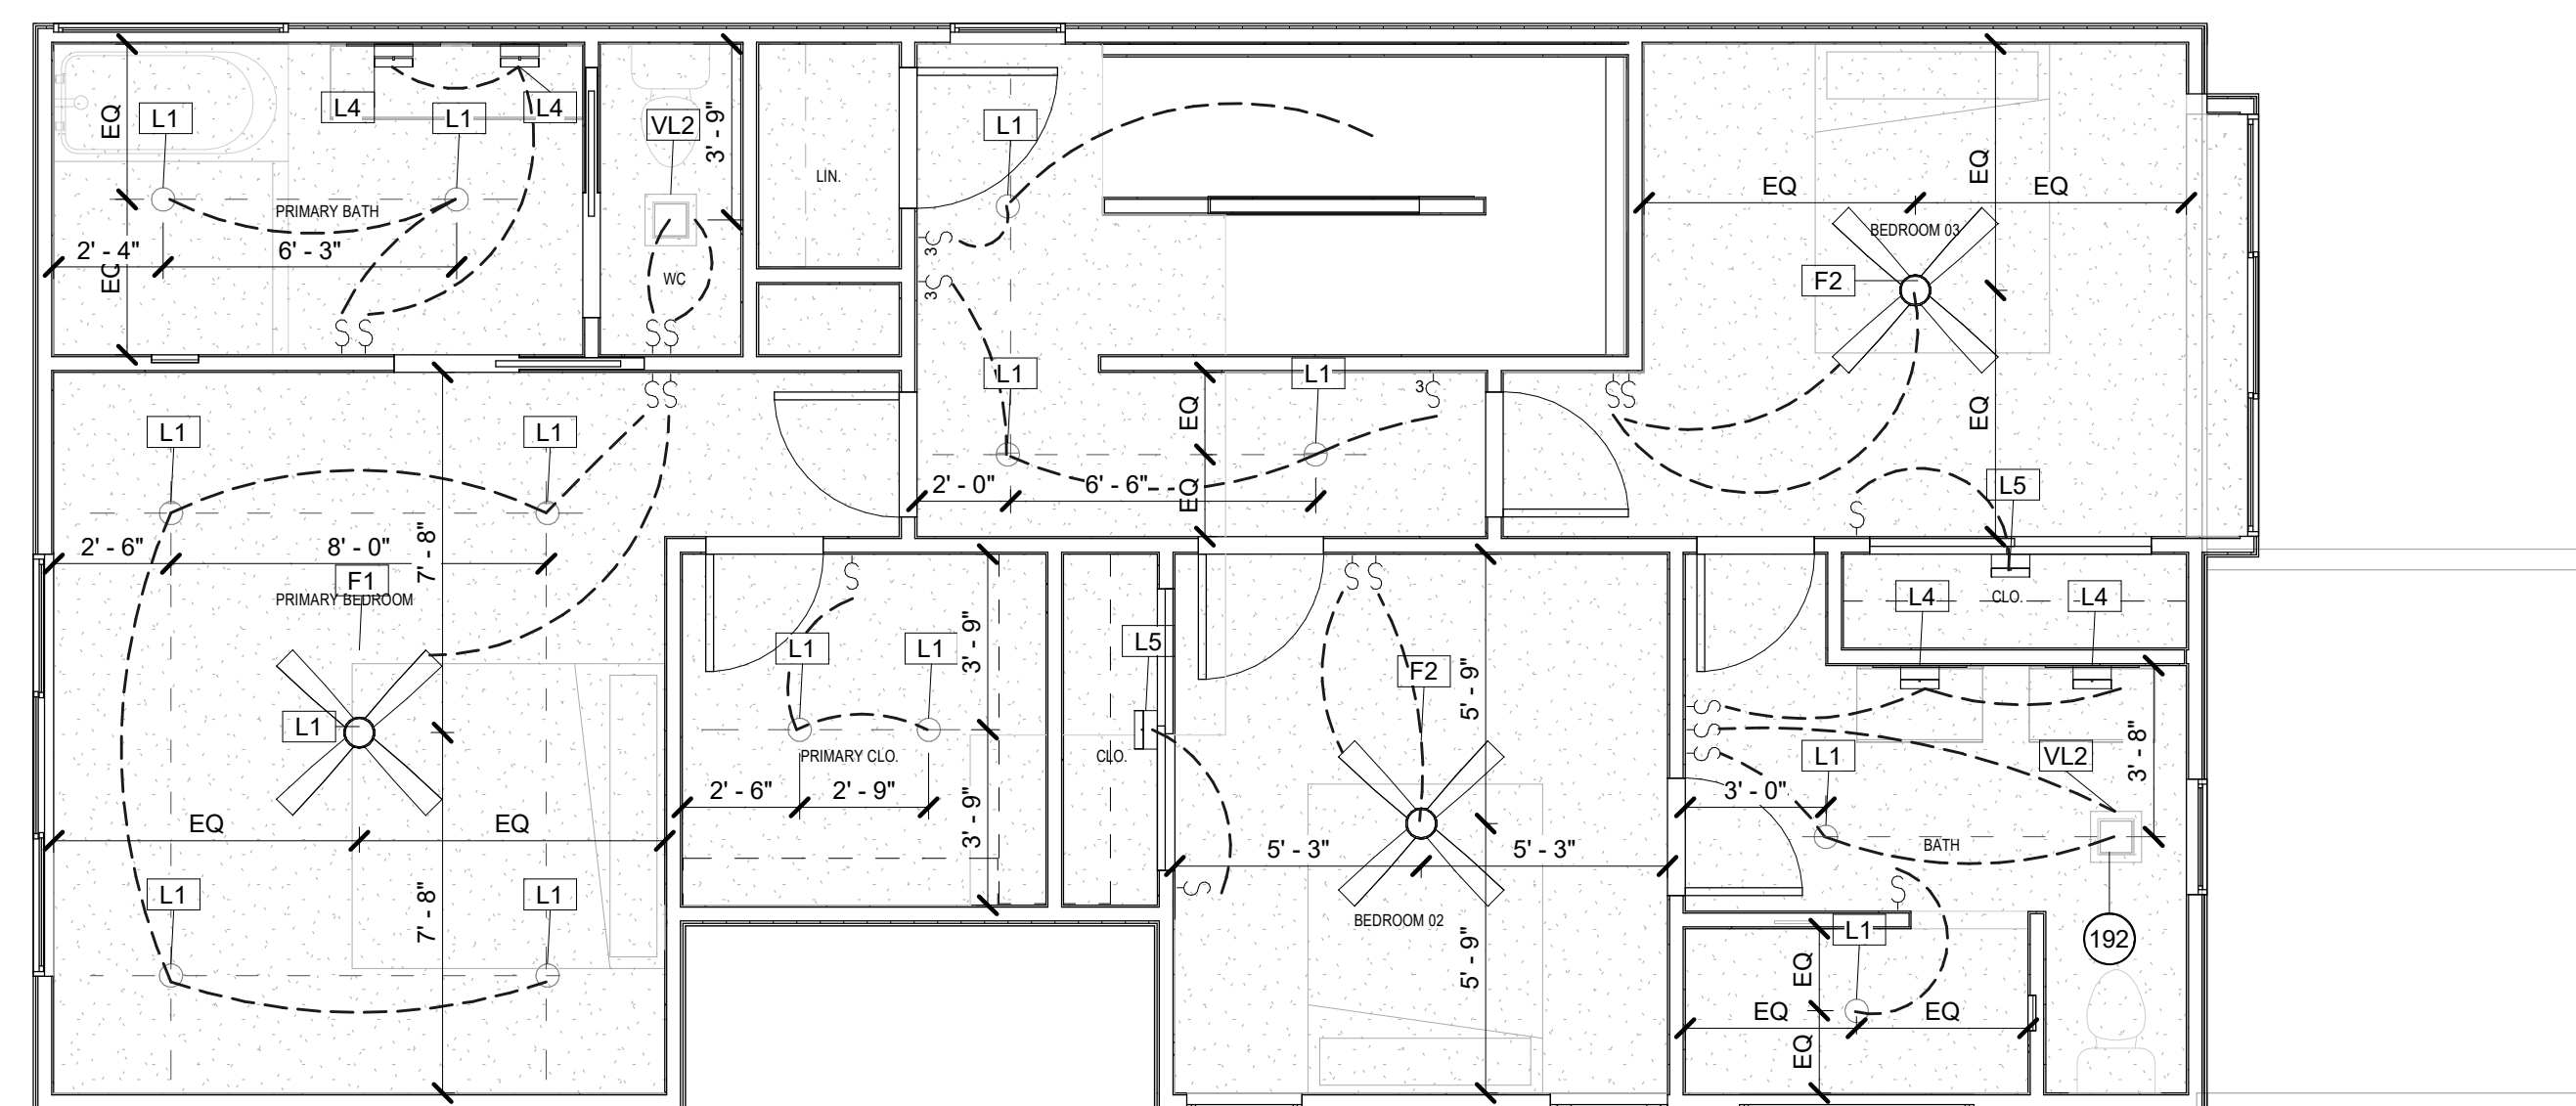 EQ
L1
L4
L1
L4
PRIMARY BATH
2' - 4"
6' - 3"
EQ
VL2
3' - 9"
WC
LIN.
L1
3
3
L1
L1
3
EQ
EQ
2' - 0"
6' - 6"
EQ
EQ
EQ
BEDROOM 03
F2
EQ
L5
L1
L1
2' - 6"
8' - 0"
7' - 8"
F1
PRIMARY BEDROOM
L1
EQ
EQ
L1
L1
7' - 8"
L1
L1
3' - 9"
PRIMARY CLO.
2' - 6"
2' - 9"
3' - 9"
L5
CLO.
F2
5' - 9"
5' - 3"
5' - 3"
BEDROOM 02
5' - 9"
L4
CLO.
L4
L1
VL2
3' - 8"
3' - 0"
BATH
192
L1
EQ
EQ
EQ
EQ